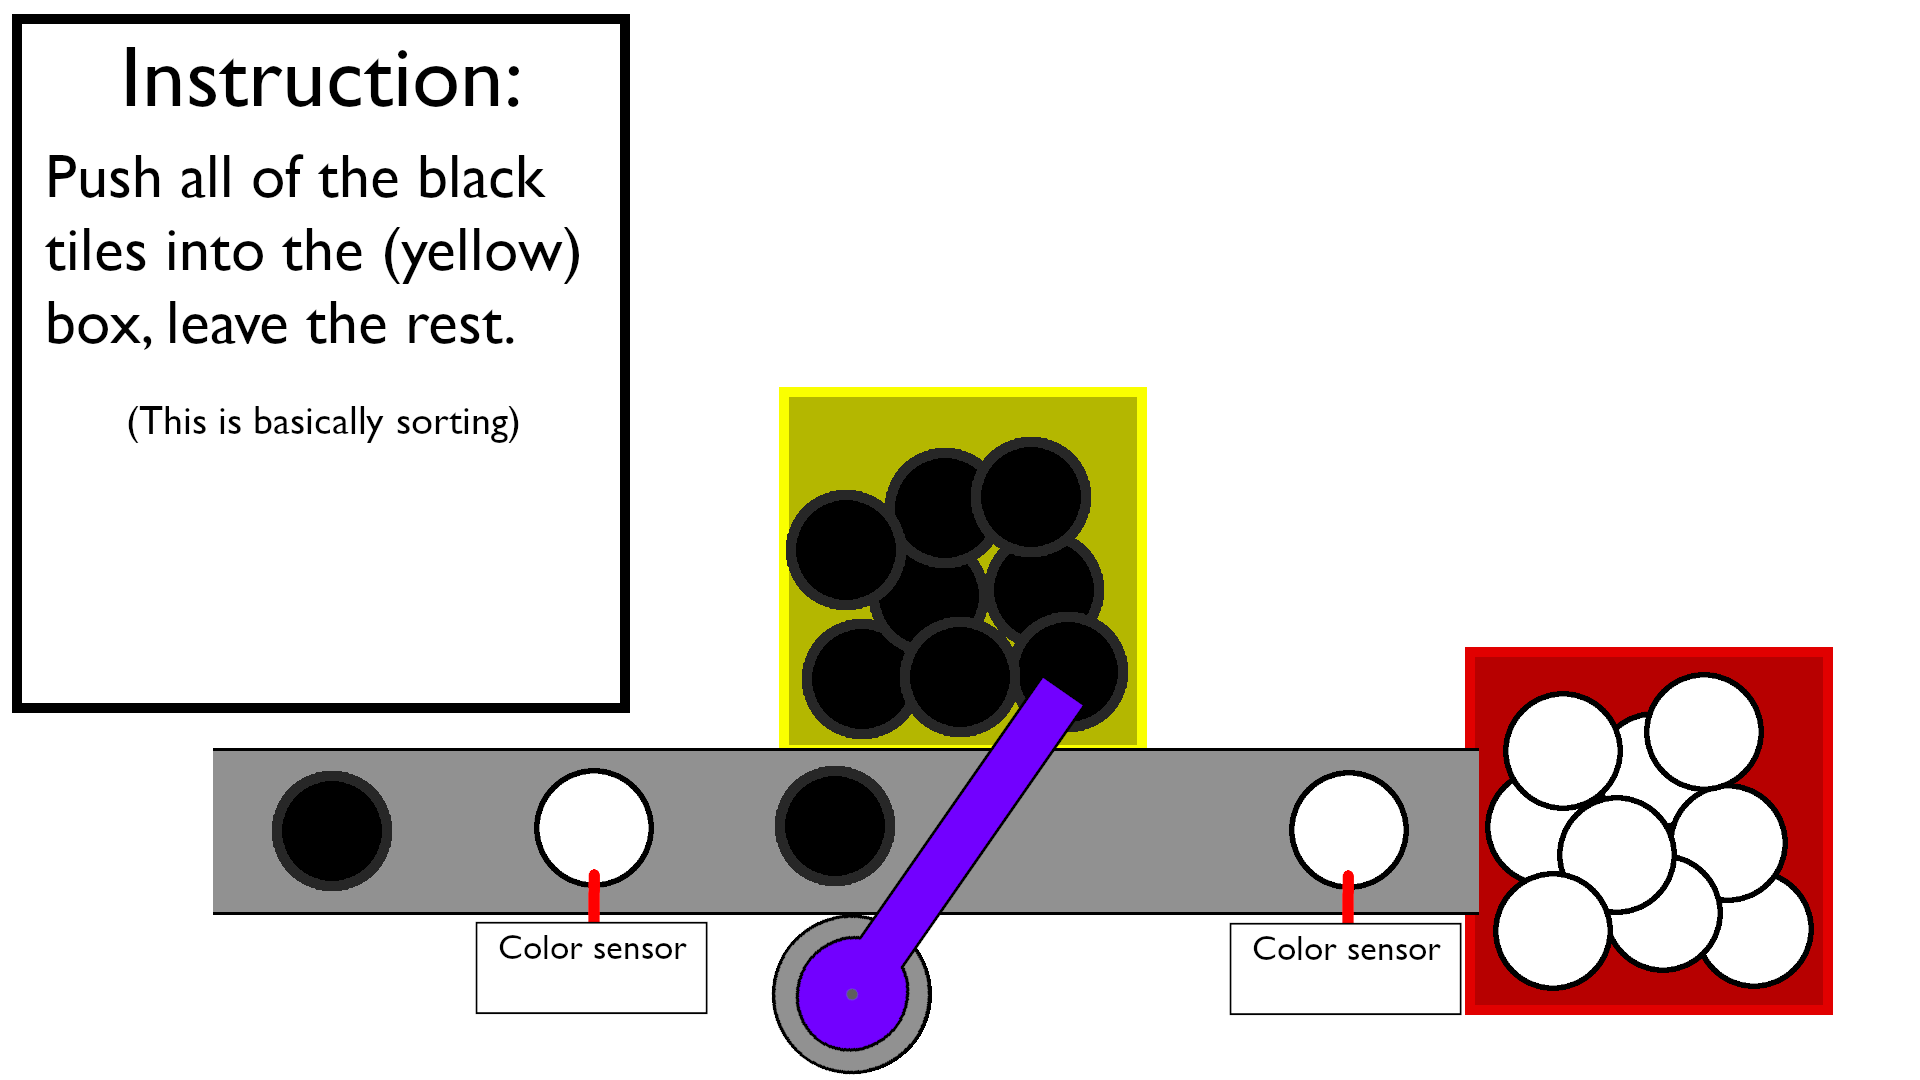 Instruction:
Push all of the black
tiles into the (yellow)
box, leave the rest.
(This is basically sorting)
Color sensor
Color sensor